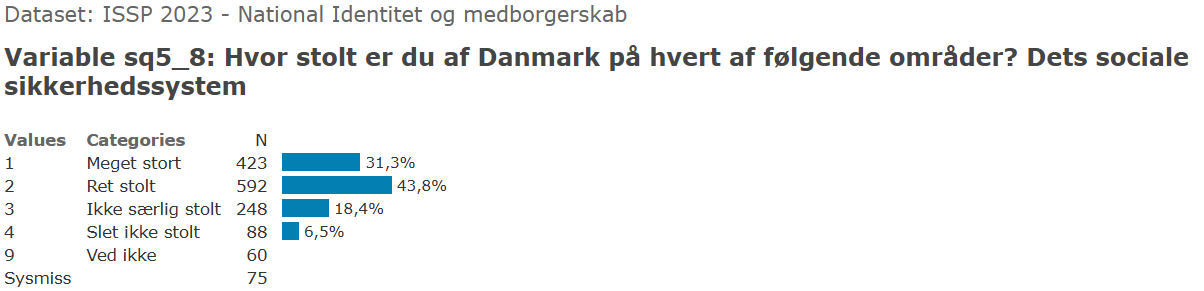 Dataset: ISSP 2023 - National Identitet og medborgerskab
Variable sq5_8: Hvor stolt er du af Danmark på hvert af følgende områder? Dets sociale
sikkerhedssystem
Values Categories N
1 Meget stort 423 31,3%
2 Ret stolt 592 43,8%
3 Ikke særlig stolt 248 18,4%
4 Slet ikke stolt 88 6,5%
9 Ved ikke 60
Sysmiss 75